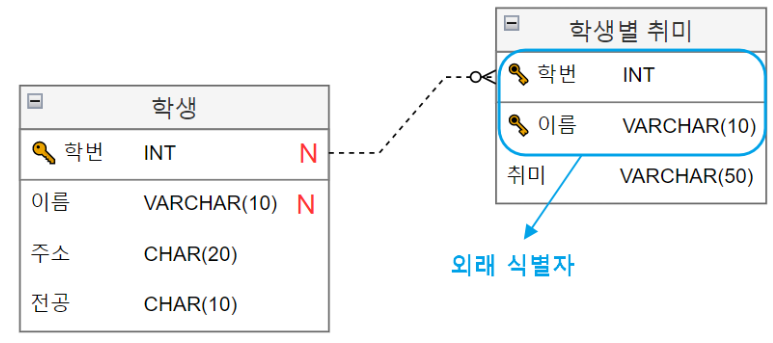 학생별 취미
학번 INT
이름 VARCHAR(10)
취미 VARCHAR(50)
외래 식별자
학생
학번 INT N
이름 VARCHAR(10) N
주소 CHAR(20)
전공 CHAR(10)